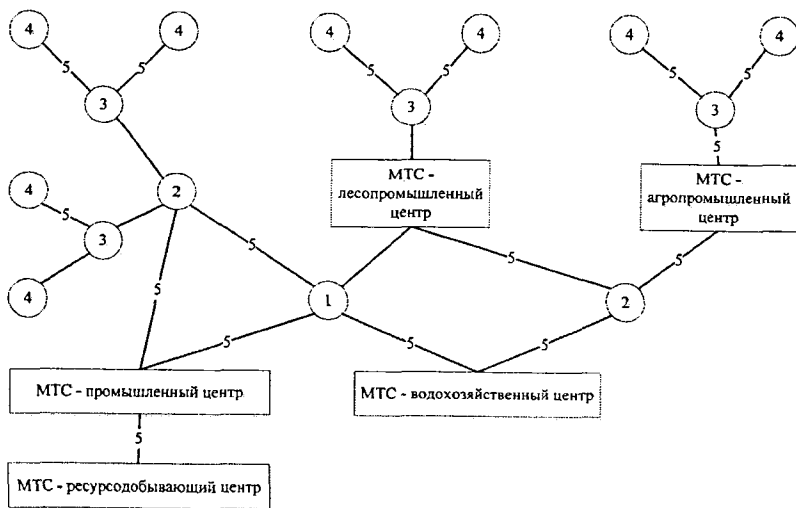 4 4 4 4 4 4
5 5 5 5 5 5
3 3 3
5
МТС -
лесопромышленный
центр
МТС -
агропромышленный
центр
4 2
5
3
5 5 5
4 1 2
5
5 5 5
МТС - промышленный центр
МТС - водохозяйственный центр
5
МТС - ресурсодобывающий центр